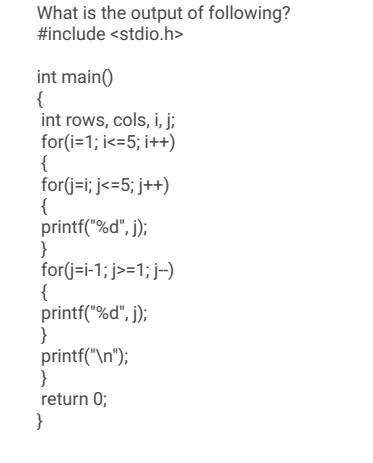 What is the output of following?
#include <stdio.h>
int main()
{
int rows, cols, i, j;
for(i=1; i<=5; i++)
{
for(j=i; j<=5; j++)
{
printf("%d", j);
}
for(j=i-1; j>=1; j--)
{
printf("%d", j);
}
printf("\n");
}
return 0;
}